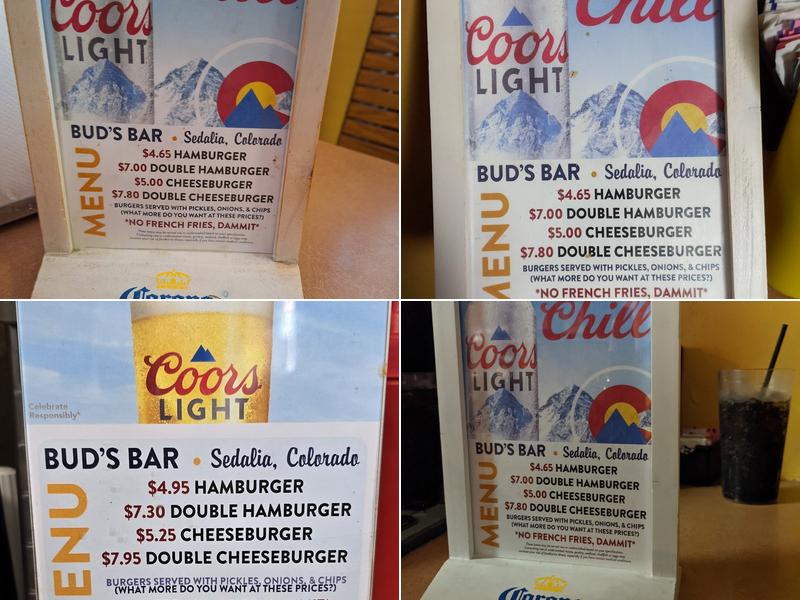 Coors
LIGHT
Chill
BUD'S BAR • Sedalia, Colorado
MENU
$4.65 HAMBURGER
$7.00 DOUBLE HAMBURGER
$5.00 CHEESEBURGER
$7.80 DOUBLE CHEESEBURGER
BURGERS SERVED WITH PICKLES, ONIONS, & CHIPS
(WHAT MORE DO YOU WANT AT THESE PRICES?)
*NO FRENCH FRIES, DAMMIT*
Corona
Chill
Coors
LIGHT
BUD'S BAR • Sedalia, Colorado
MENU
$4.65 HAMBURGER
$7.00 DOUBLE HAMBURGER
$5.00 CHEESEBURGER
$7.80 DOUBLE CHEESEBURGER
BURGERS SERVED WITH PICKLES, ONIONS, & CHIPS
(WHAT MORE DO YOU WANT AT THESE PRICES?)
*NO FRENCH FRIES, DAMMIT*
Coors
LIGHT
Celebrate
Responsibly®
BUD'S BAR • Sedalia, Colorado
ENU
$4.95 HAMBURGER
$7.30 DOUBLE HAMBURGER
$5.25 CHEESEBURGER
$7.95 DOUBLE CHEESEBURGER
BURGERS SERVED WITH PICKLES, ONIONS, & CHIPS
(WHAT MORE DO YOU WANT AT THESE PRICES?)
Chill
Coors
LIGHT
BUD'S BAR • Sedalia, Colorado
MENU
$4.65 HAMBURGER
$7.00 DOUBLE HAMBURGER
$5.00 CHEESEBURGER
$7.80 DOUBLE CHEESEBURGER
BURGERS SERVED WITH PICKLES, ONIONS, & CHIPS
(WHAT MORE DO YOU WANT AT THESE PRICES?)
*NO FRENCH FRIES, DAMMIT*
Corona